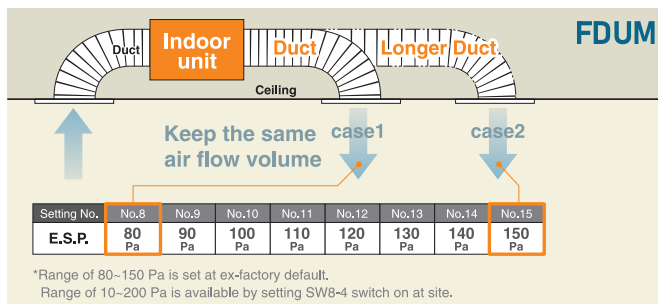 FDUM
Duct
Indoor
unit
Duct
Longer Duct
Ceiling
Keep the same
air flow volume
case1
case2
Setting No. No.8 No.9 No.10 No.11 No.12 No.13 No.14 No.15
E.S.P. 80 Pa 90 Pa 100 Pa 110 Pa 120 Pa 130 Pa 140 Pa 150 Pa
*Range of 80~150 Pa is set at ex-factory default.
Range of 10~200 Pa is available by setting SW8-4 switch on at site.